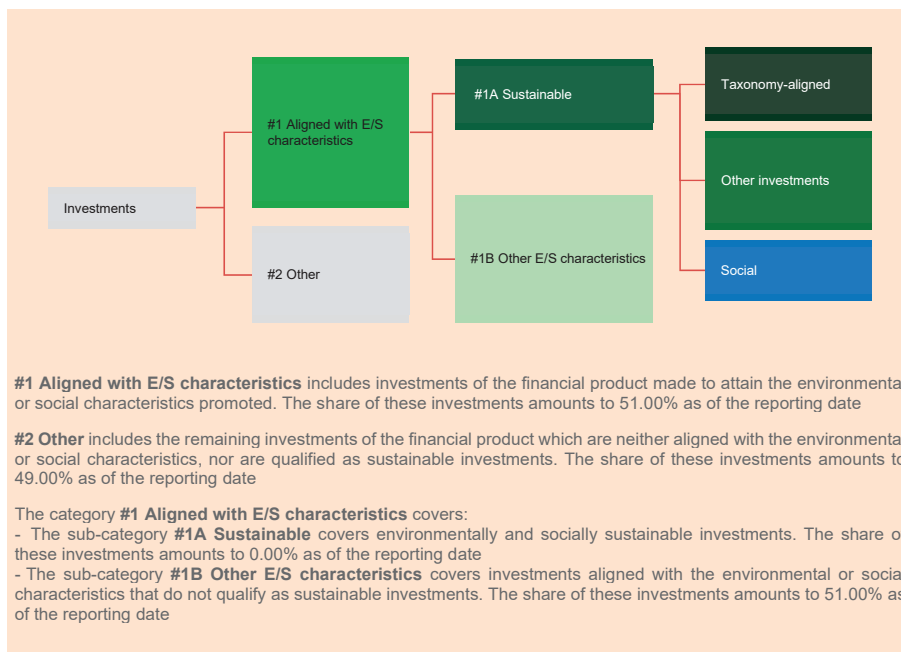 Investments
#1 Aligned with E/S
characteristics
#2 Other
#1A Sustainable
#1B Other E/S characteristics
Taxonomy-aligned
Other investments
Social
#1 Aligned with E/S characteristics includes investments of the financial product made to attain the environmenta
or social characteristics promoted. The share of these investments amounts to 51.00% as of the reporting date
#2 Other includes the remaining investments of the financial product which are neither aligned with the environmenta
or social characteristics, nor are qualified as sustainable investments. The share of these investments amounts to
49.00% as of the reporting date
The category #1 Aligned with E/S characteristics covers:
- The sub-category #1A Sustainable covers environmentally and socially sustainable investments. The share o
these investments amounts to 0.00% as of the reporting date
- The sub-category #1B Other E/S characteristics covers investments aligned with the environmental or socia
characteristics that do not qualify as sustainable investments. The share of these investments amounts to 51.00% as
of the reporting date